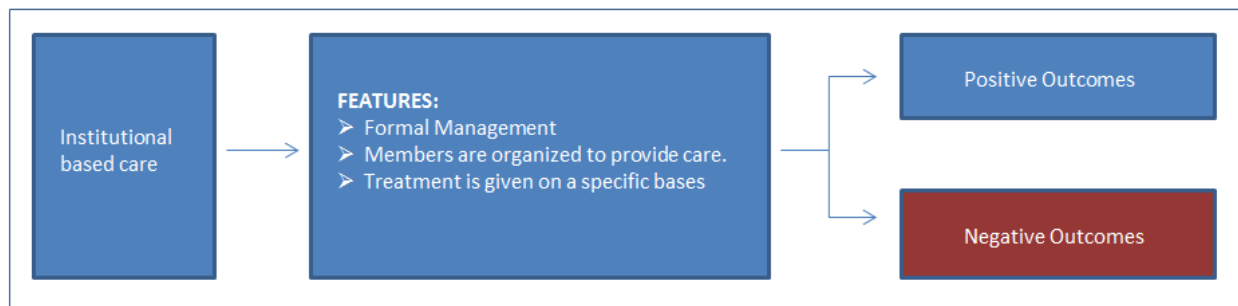 Institutional
based care
FEATURES:
➢ Formal Management
➢ Members are organized to provide care.
➢ Treatment is given on a specific bases
Positive Outcomes
Negative Outcomes